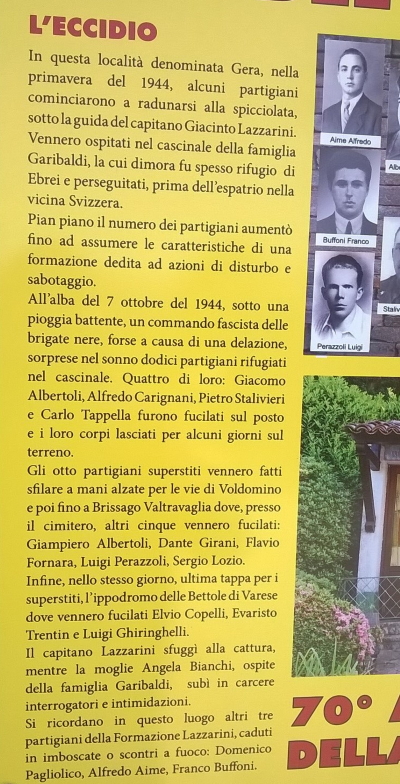 L'ECCIDIO
In questa località denominata Gera, nella
primavera del 1944, alcuni partigiani
cominciarono a radunarsi alla spicciolata,
sotto la guida del capitano Giacinto Lazzarini.
Vennero ospitati nel cascinale della famiglia
Garibaldi, la cui dimora fu spesso rifugio di
Ebrei e perseguitati, prima dell'espatrio nella
vicina Svizzera.
Pian piano il numero dei partigiani aumentò
fino ad assumere le caratteristiche di una
formazione dedita ad azioni di disturbo e
sabotaggio.
All'alba del 7 ottobre del 1944, sotto una
pioggia battente, un commando fascista delle
brigate nere, forse a causa di una delazione,
sorprese nel sonno dodici partigiani rifugiati
nel cascinale. Quattro di loro: Giacomo
Albertoli, Alfredo Carignani, Pietro Stalivieri
e Carlo Tappella furono fucilati sul posto
e i loro corpi lasciati per alcuni giorni sul
terreno.
Gli otto partigiani superstiti vennero fatti
sfilare a mani alzate per le vie di Voldomino
e poi fino a Brissago Valtravaglia dove, presso
il cimitero, altri cinque vennero fucilati:
Giampiero Albertoli, Dante Girani, Flavio
Fornara, Luigi Perazzoli, Sergio Lozio.
Infine, nello stesso giorno, ultima tappa per i
superstiti, l'ippodromo delle Bettole di Varese
dove vennero fucilati Elvio Copelli, Evaristo
Trentin e Luigi Ghiringhelli.
Il capitano Lazzarini sfuggì alla cattura,
mentre la moglie Angela Bianchi, ospite
della famiglia Garibaldi, subì in carcere
interrogatori e intimidazioni.
Si ricordano in questo luogo altri tre
partigiani della Formazione Lazzarini, caduti
in imboscate o scontri a fuoco: Domenico
Pagliolico, Alfredo Aime, Franco Buffoni.
Aime Alfredo
Buffoni Franco
Perazzoli Luigi
Albe
Staliv
70° A
DELLA